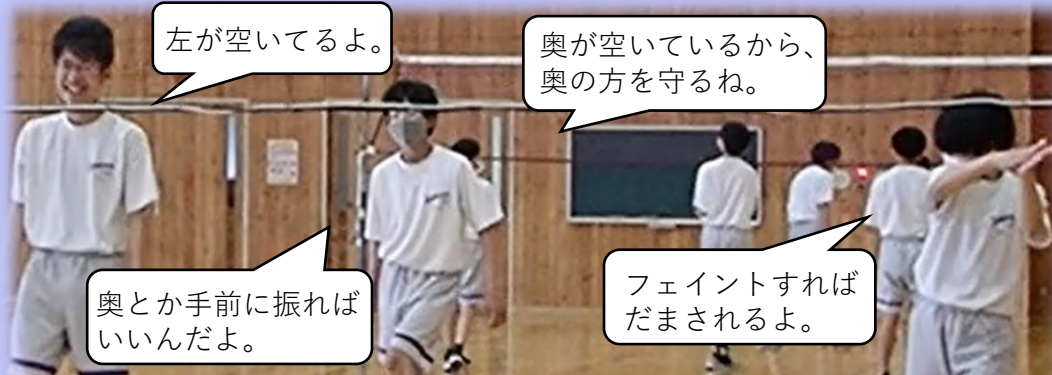 左が空いてるよ。
奥が空いているから、
奥の方を守るね。
奥とか手前に振れば
いいんだよ。
フェイントすれば
だまされるよ。